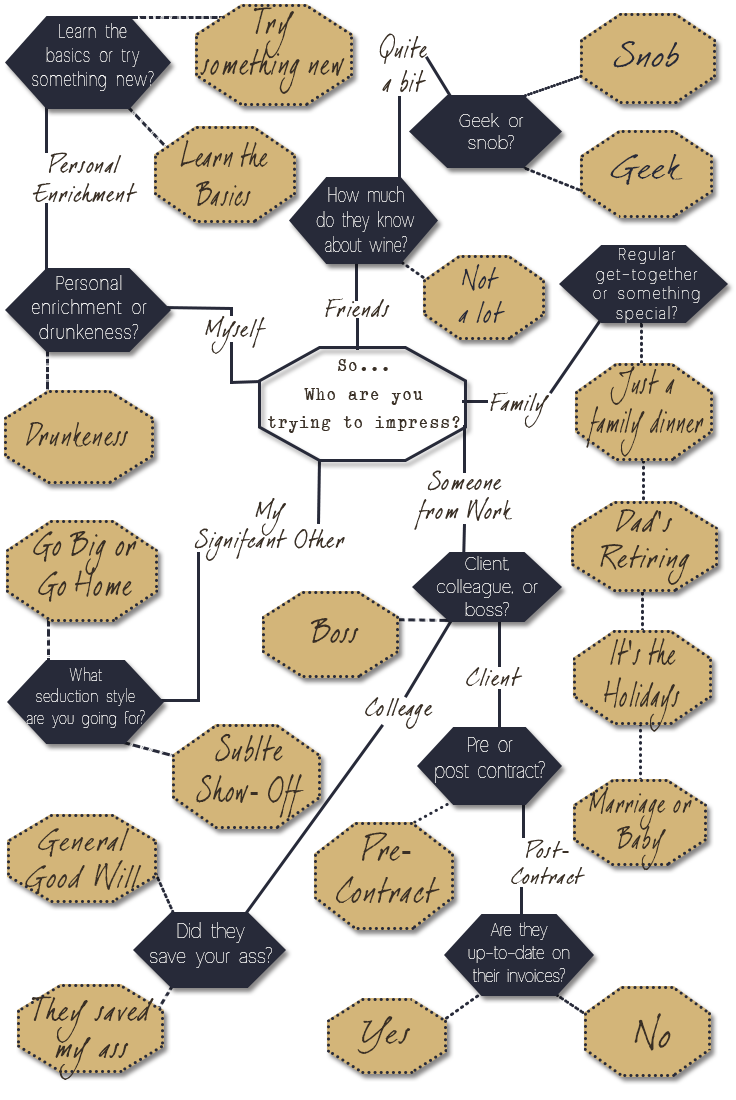 Learn the
basics or try
something new?
Try
something new
Learn the
Basics
Personal
Enrichment
Personal
enrichment or
drunkeness?
Drunkeness
Myself
Quite
a bit
Geek or
snob?
Snob
Geek
How much
do they know
about wine?
Not
a lot
Friends
Regular
get-together
or something
special?
So...
Who are you
trying to impress?
Family
Just a
family dinner
Dad's
Retiring
It's the
Holidays
Marriage or
Baby
Someone
from Work
My
Signifcant Other
Go Big or
Go Home
What
seduction style
are you going for?
Sublte
Show-Off
Client,
colleague, or
boss?
Boss
Client
Colleage
Pre or
post contract?
Pre-
Contract
Post-
Contract
General
Good Will
Did they
save your ass?
They saved
my ass
Are they
up-to-date on
their invoices?
Yes
No